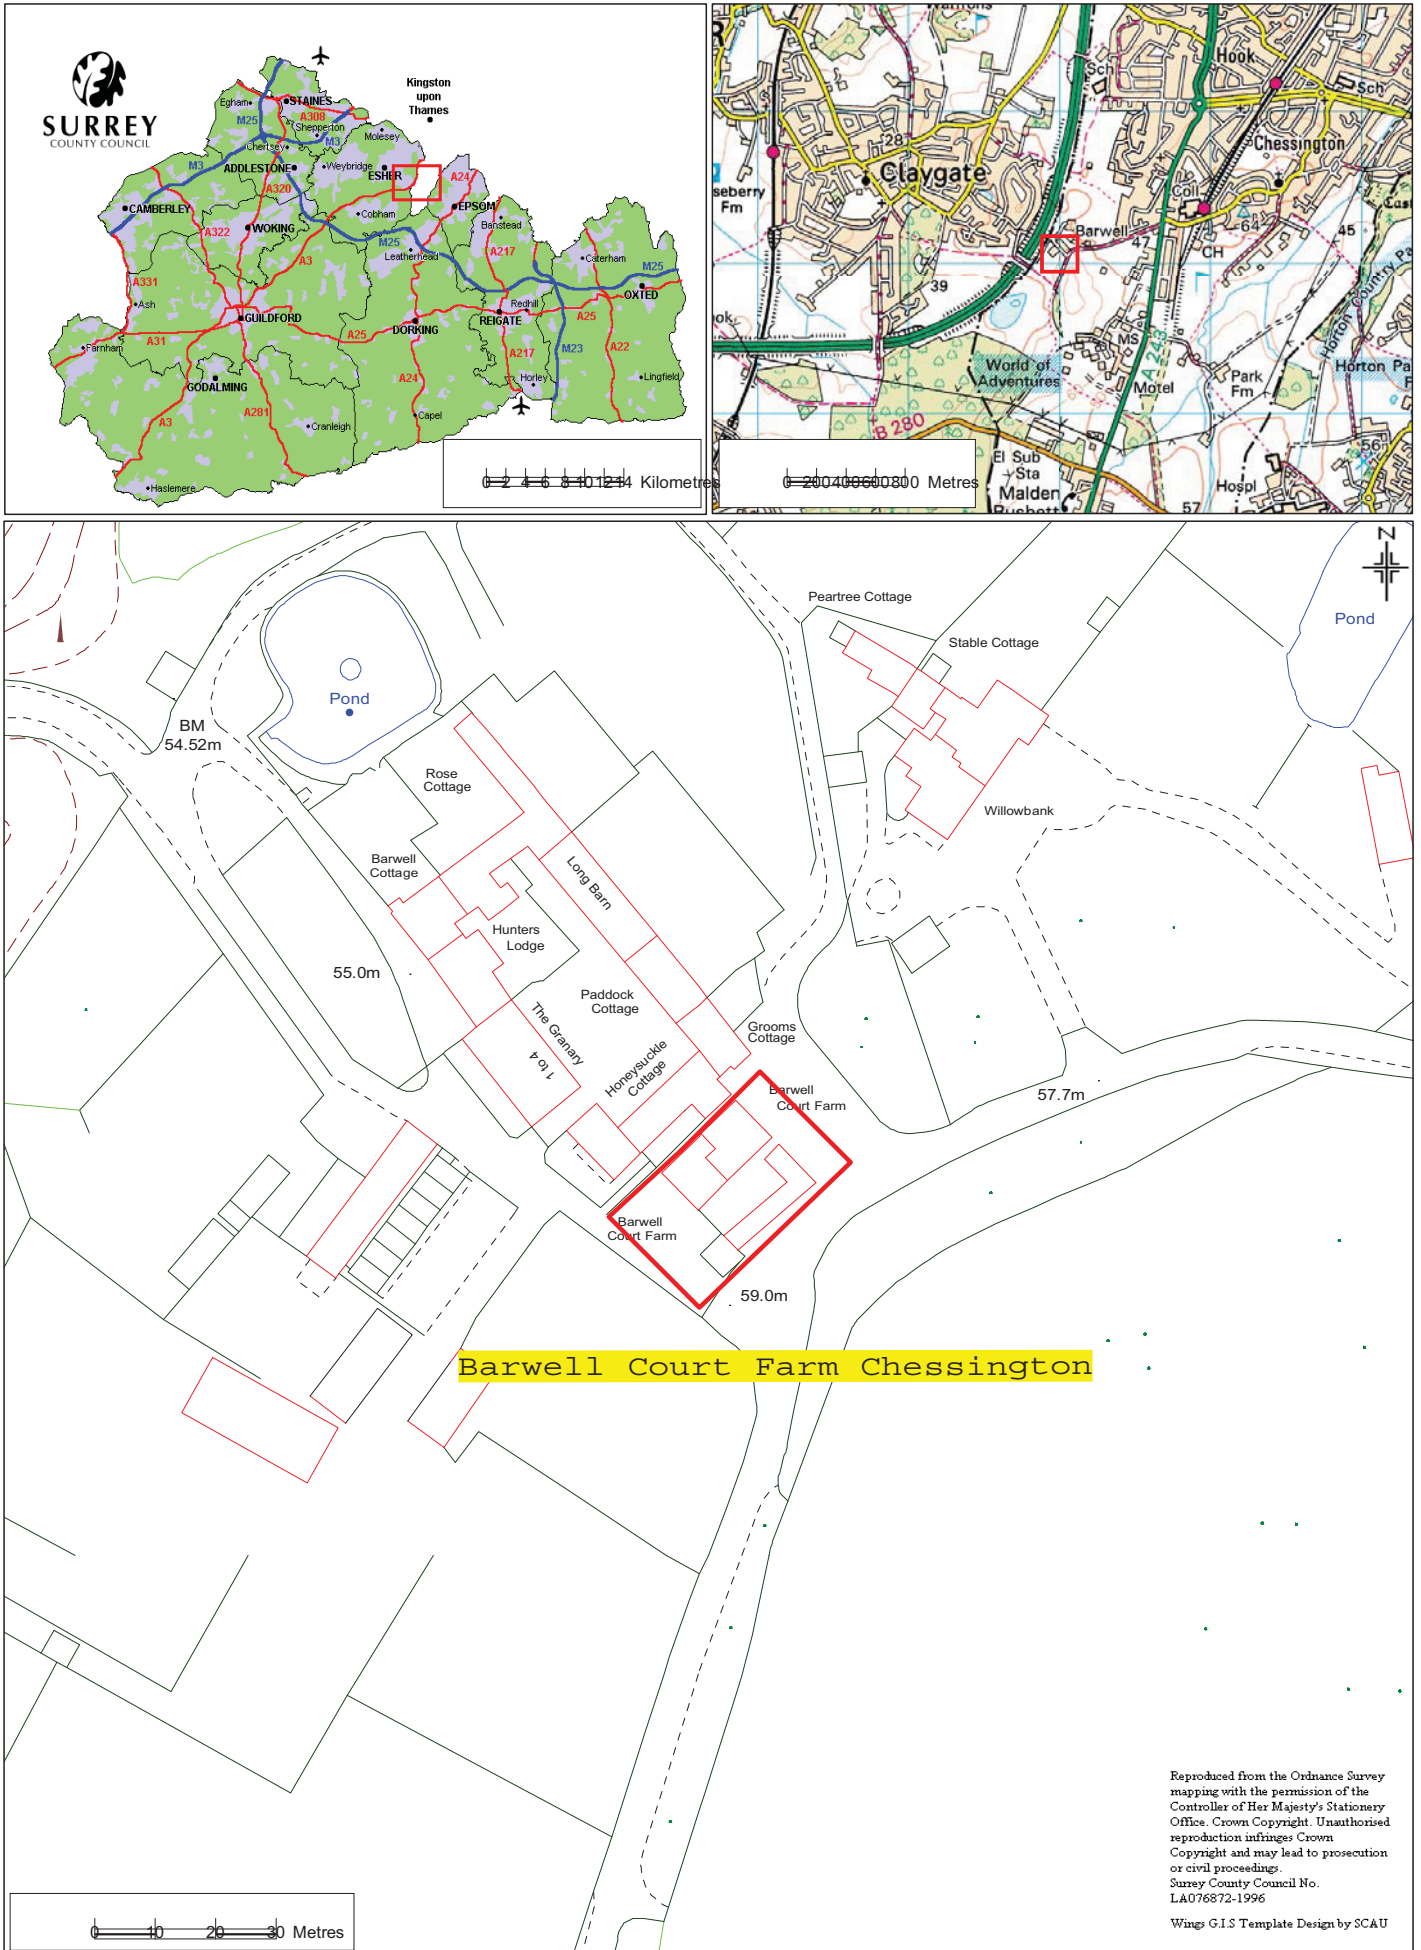 SURREY
COUNTY COUNCIL
Kingston
upon
Thames
Egham
STAINES
M25
A308
Shepperton
Molesey
M3
Chertsey
M3
ADDLESTONE
Weybridge
ESHER
A24
A320
CAMBERLEY
EPSOM
Cobham
Banstead
A322
WOKING
M25
A217
A3
Leatherhead
Caterham
M25
A331
OXTED
Ash
Redhill
GUILDFORD
REIGATE
A25
A31
A25
DORKING
Farnham
A217
M23
A22
GODALMING
A24
Horley
Lingfield
A281
A3
Capel
Cranleigh
Haslemere
0 2 4 6 8 10 12 14 Kilometres
R
Hook
Sch
Sch
28
Chessington
Claygate
seberry
Fm
Coll
Barwell
47
64
45
CH
39
Horton Country Pa
ook
MS
World of
Adventures
A 243
Park
Fm
Horton Pa
Motel
B 280
El Sub
Sta
56
Hospl
Malden
Rushett
57
0 200 400 600 800 Metres
N
Peartree Cottage
Pond
Stable Cottage
Pond
BM
54.52m
Rose
Cottage
Willowbank
Barwell
Cottage
Long Barn
Hunters
Lodge
55.0m
Paddock
Cottage
The Granary
1 to 4
Grooms
Cottage
Honeysuckle
Cottage
Barwell
Court Farm
57.7m
Barwell
Court Farm
59.0m
Barwell Court Farm Chessington
Reproduced from the Ordnance Survey
mapping with the permission of the
Controller of Her Majesty's Stationery
Office. Crown Copyright. Unauthorised
reproduction infringes Crown
Copyright and may lead to prosecution
or civil proceedings.
Surrey County Council No.
LA076872-1996
Wings G.I.S Template Design by SCAU
0 10 20 30 Metres